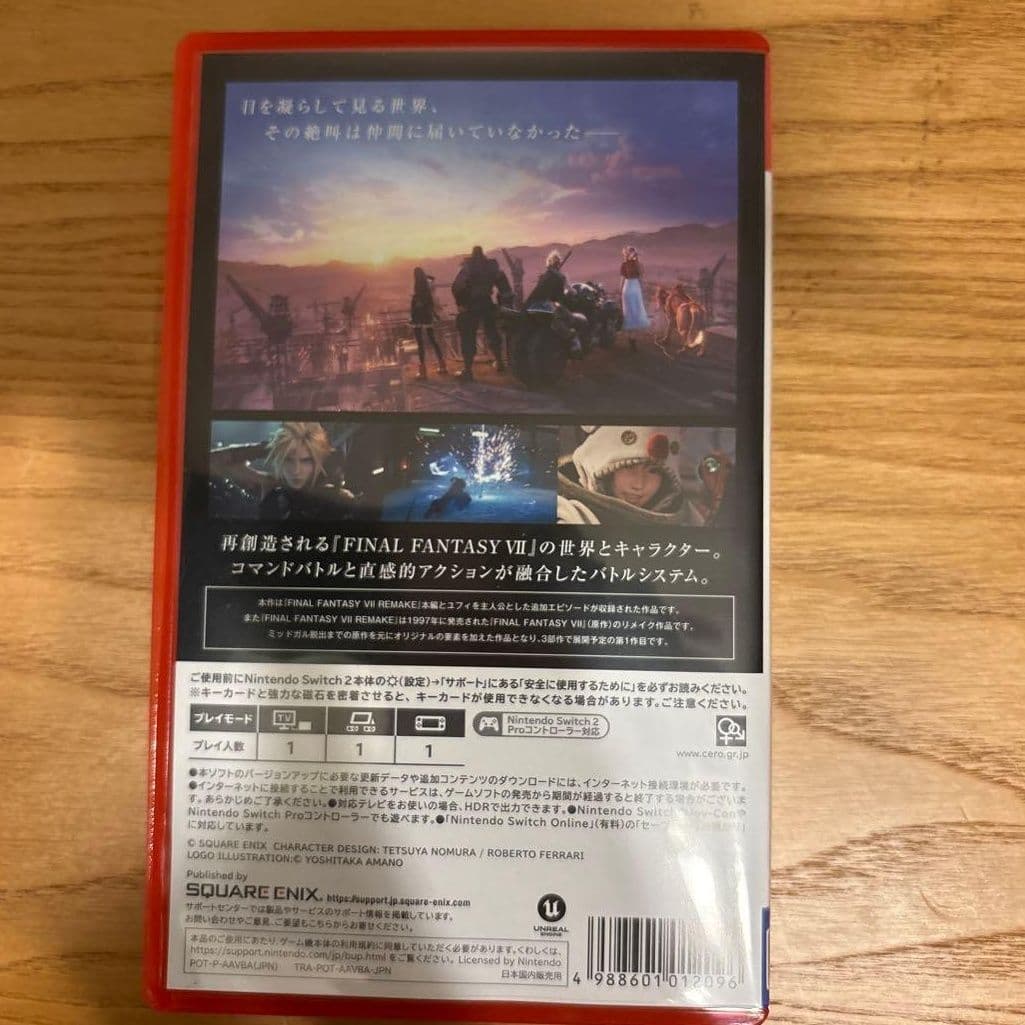 目を凝らして見る世界、
その絶叫は仲間に届いていなかった――
再創造される『FINAL FANTASY VII』の世界とキャラクター。
コマンドバトルと直感的アクションが融合したバトルシステム。
本作は『FINAL FANTASY VII REMAKE』本編とユフィを主人公とした追加エピソードが収録された作品です。
また『FINAL FANTASY VII REMAKE』は1997年に発売された『FINAL FANTASY VII』(原作)のリメイク作品です。
ミッドガル脱出までの原作を元にオリジナルの要素を加えた作品となり、3部作で展開予定の第1作目です。
ご使用前にNintendo Switch 2本体の(設定)→「サポート」にある「安全に使用するために」を必ずお読みください。
※キーカードと強力な磁石を密着させると、キーカードが使用できなくなる場合があります。ご注意ください。
プレイモード TV
Nintendo Switch 2
Proコントローラー対応
プレイ人数 1 1 1
www.cero.gr.jp
●本ソフトのバージョンアップに必要な更新データや追加コンテンツのダウンロードには、インターネット接続環境が必要です。
●インターネットに接続することで利用できるサービスは、ゲームソフトの発売から期間が経過すると終了する場合がございま
す。あらかじめご了承ください。●対応テレビをお使いの場合、HDRで出力できます。●Nintendo Switch Joy-Conや
Nintendo Switch Proコントローラーでも遊べます。●「Nintendo Switch Online」(有料)の「セーブ
に対応しています。
© SQUARE ENIX CHARACTER DESIGN: TETSUYA NOMURA / ROBERTO FERRARI
LOGO ILLUSTRATION:© YOSHITAKA AMANO
Published by
SQUARE ENIX. https://support.jp.square-enix.com
サポートセンターでは製品やサービスのサポート情報を掲載しています。
お問い合わせやご意見、ご要望もこちらからお寄せください。
UNREAL
ENGINE
本品のご使用にあたり、ゲーム機本体の利用規約に同意していただく必要があります。くわしくは、
https://support.nintendo.com/jp/bup.html をご覧ください。 Licensed by Nintendo
POT-P-AAVBA(JPN) TRA-POT-AAVBA-JPN 日本国内販売用
4 988601 012096